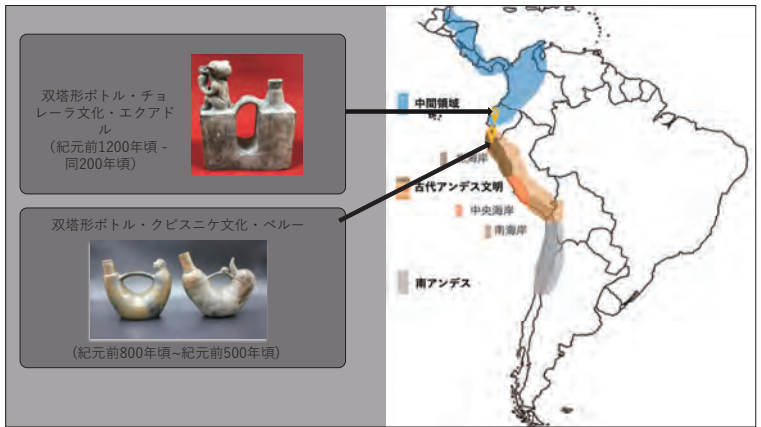 双塔形ボトル・チョ
レーラ文化・エクアド
ル
（紀元前1200年頃 -
同200年頃）
双塔形ボトル・クピスニケ文化・ペルー
(紀元前800年頃~紀元前500年頃)
中間領域
海岸
古代アンデス文明
中央海岸
南海岸
南アンデス